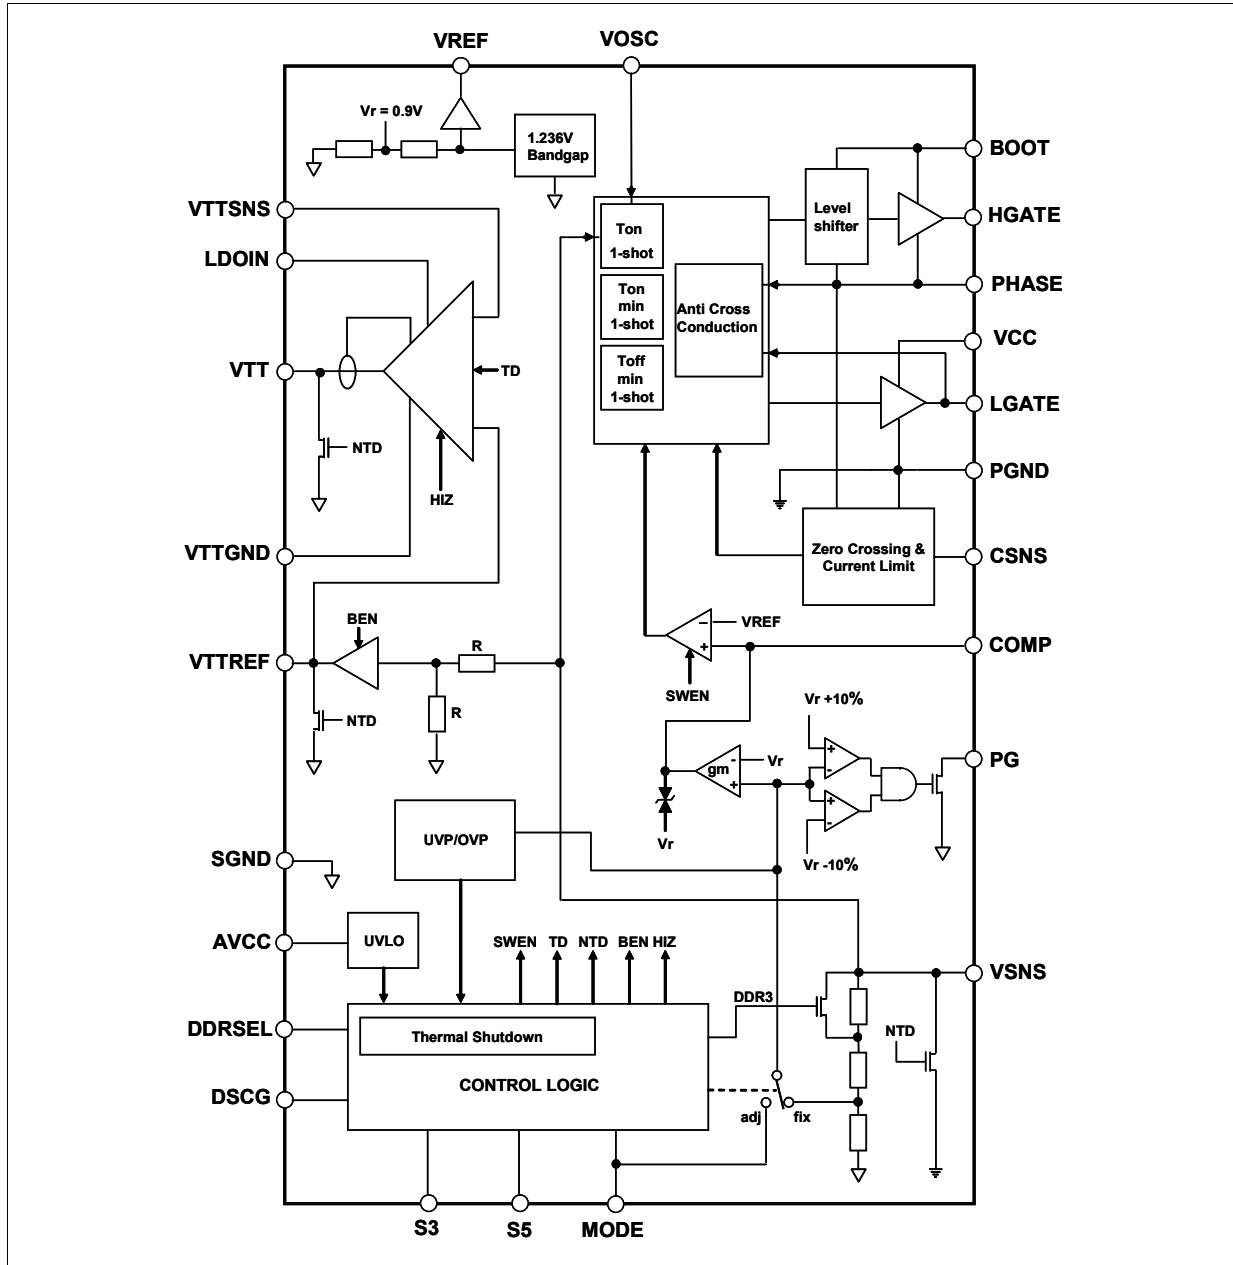 VREF
VOSC
Vr = 0.9V
1.236V
Bandgap
BOOT
VTTSNS
Level
shifter
HGATE
Ton
1-shot
LDOIN
PHASE
Ton
min
1-shot
Anti Cross
Conduction
VCC
VTT
TD
Toff
min
1-shot
LGATE
NTD
HIZ
PGND
VTTGND
Zero Crossing &
Current Limit
CSNS
BEN
−
VREF
R
+
COMP
VTTREF
SWEN
Vr +10%
R
NTD
+
-
Vr
gm
-
+
PG
+
-
UVP/OVP
Vr
Vr -10%
SGND
SWEN
TD
NTD
BEN
HIZ
AVCC
UVLO
VSNS
DDR3
DDRSEL
Thermal Shutdown
NTD
CONTROL LOGIC
DSCG
adj
fix
S3
S5
MODE